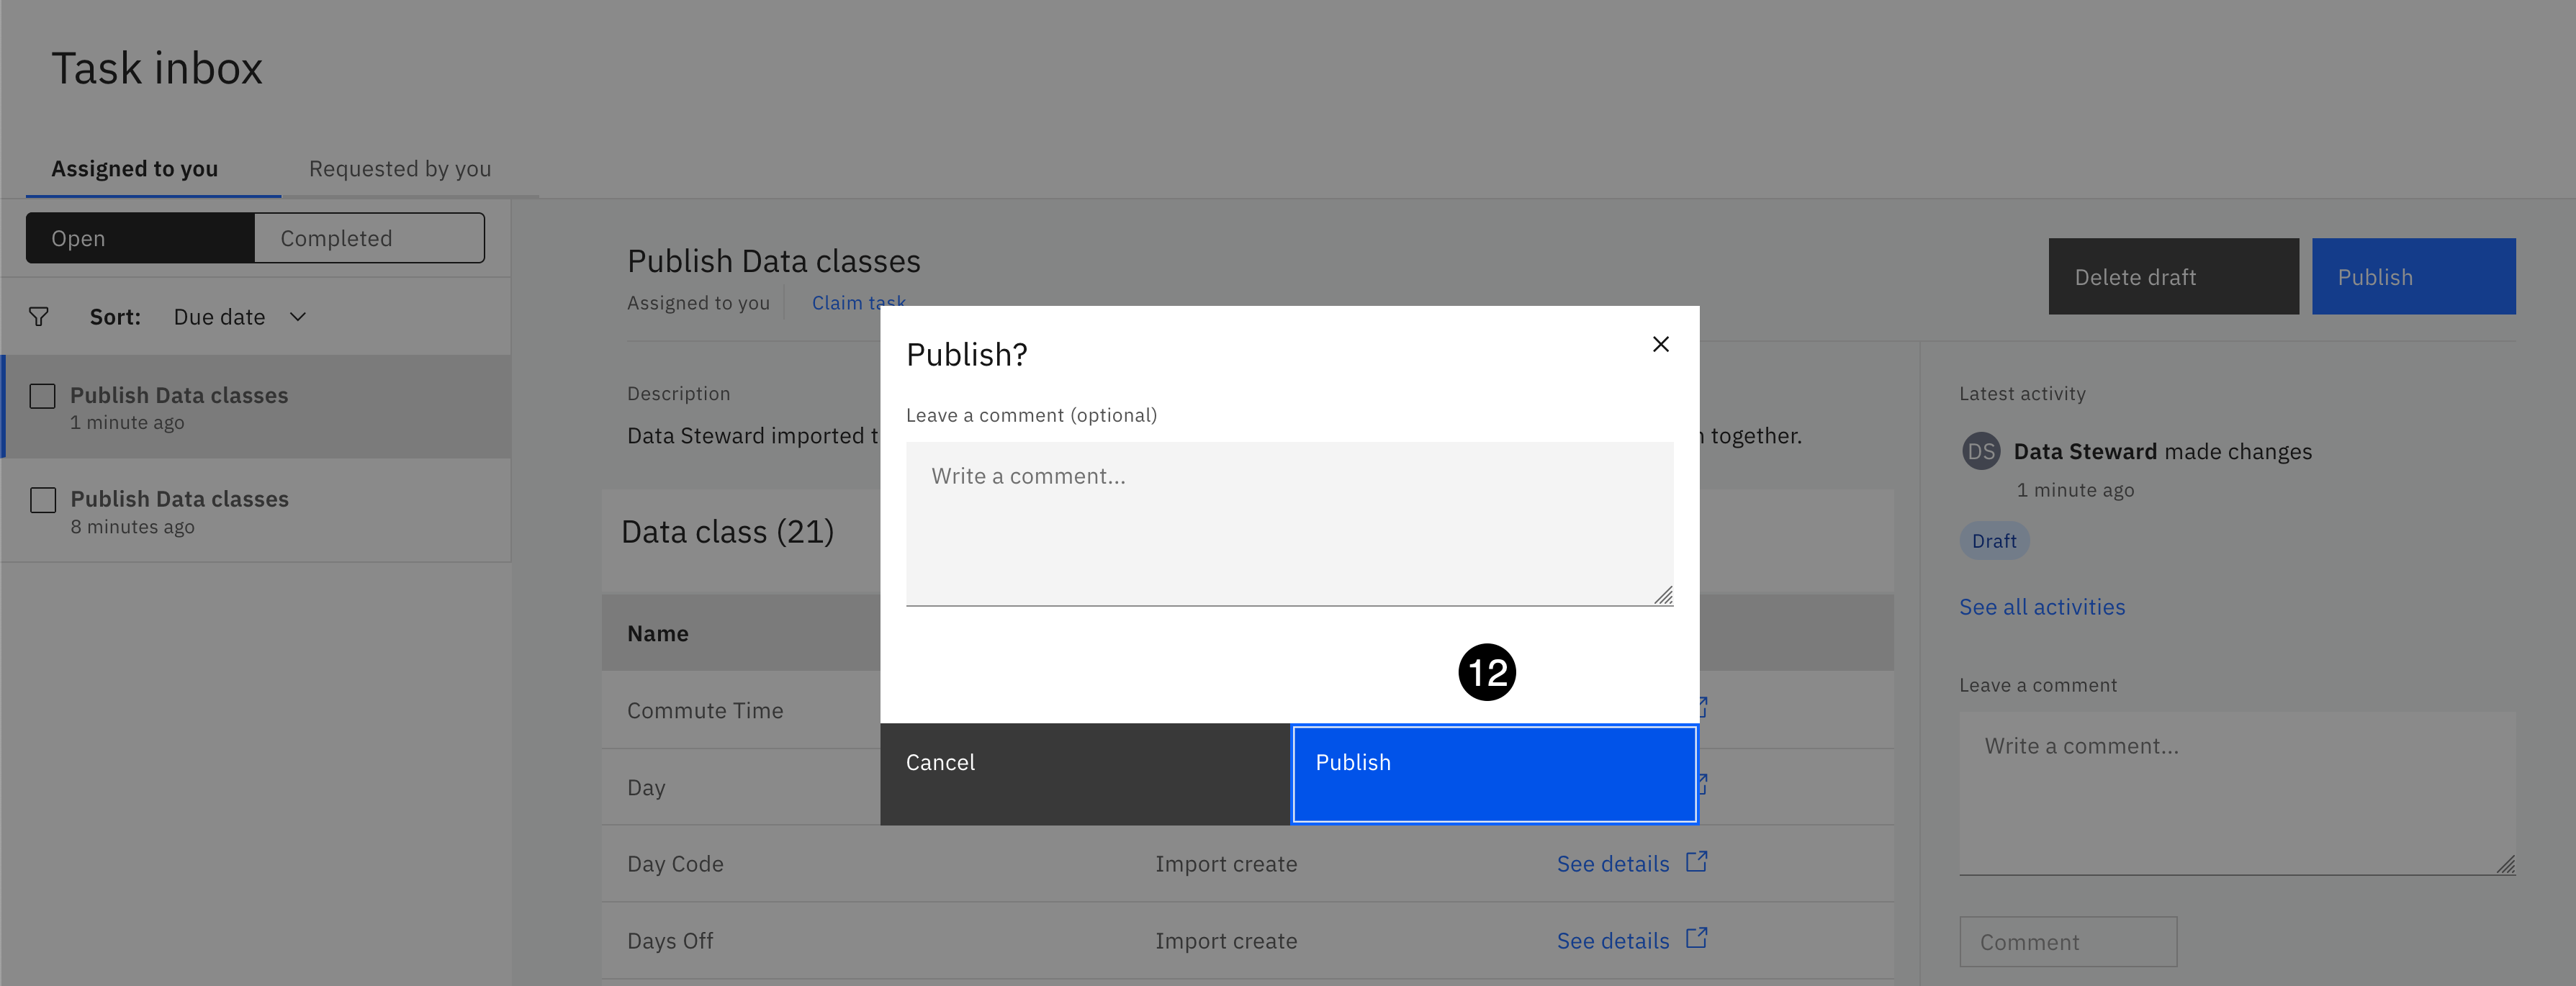 Task inbox
Assigned to you
Requested by you
Open
Completed
Sort: Due date
Publish Data classes
1 minute ago
Publish Data classes
8 minutes ago
Publish Data classes
Assigned to you
Claim task
Delete draft
Publish
Description
Data Steward imported
together.
Data class (21)
Name
Commute Time
Day
Day Code
Import create
See details
Days Off
Import create
See details
Publish?
Leave a comment (optional)
Write a comment...
12
Cancel
Publish
Latest activity
DS
Data Steward made changes
1 minute ago
Draft
See all activities
Leave a comment
Write a comment...
Comment